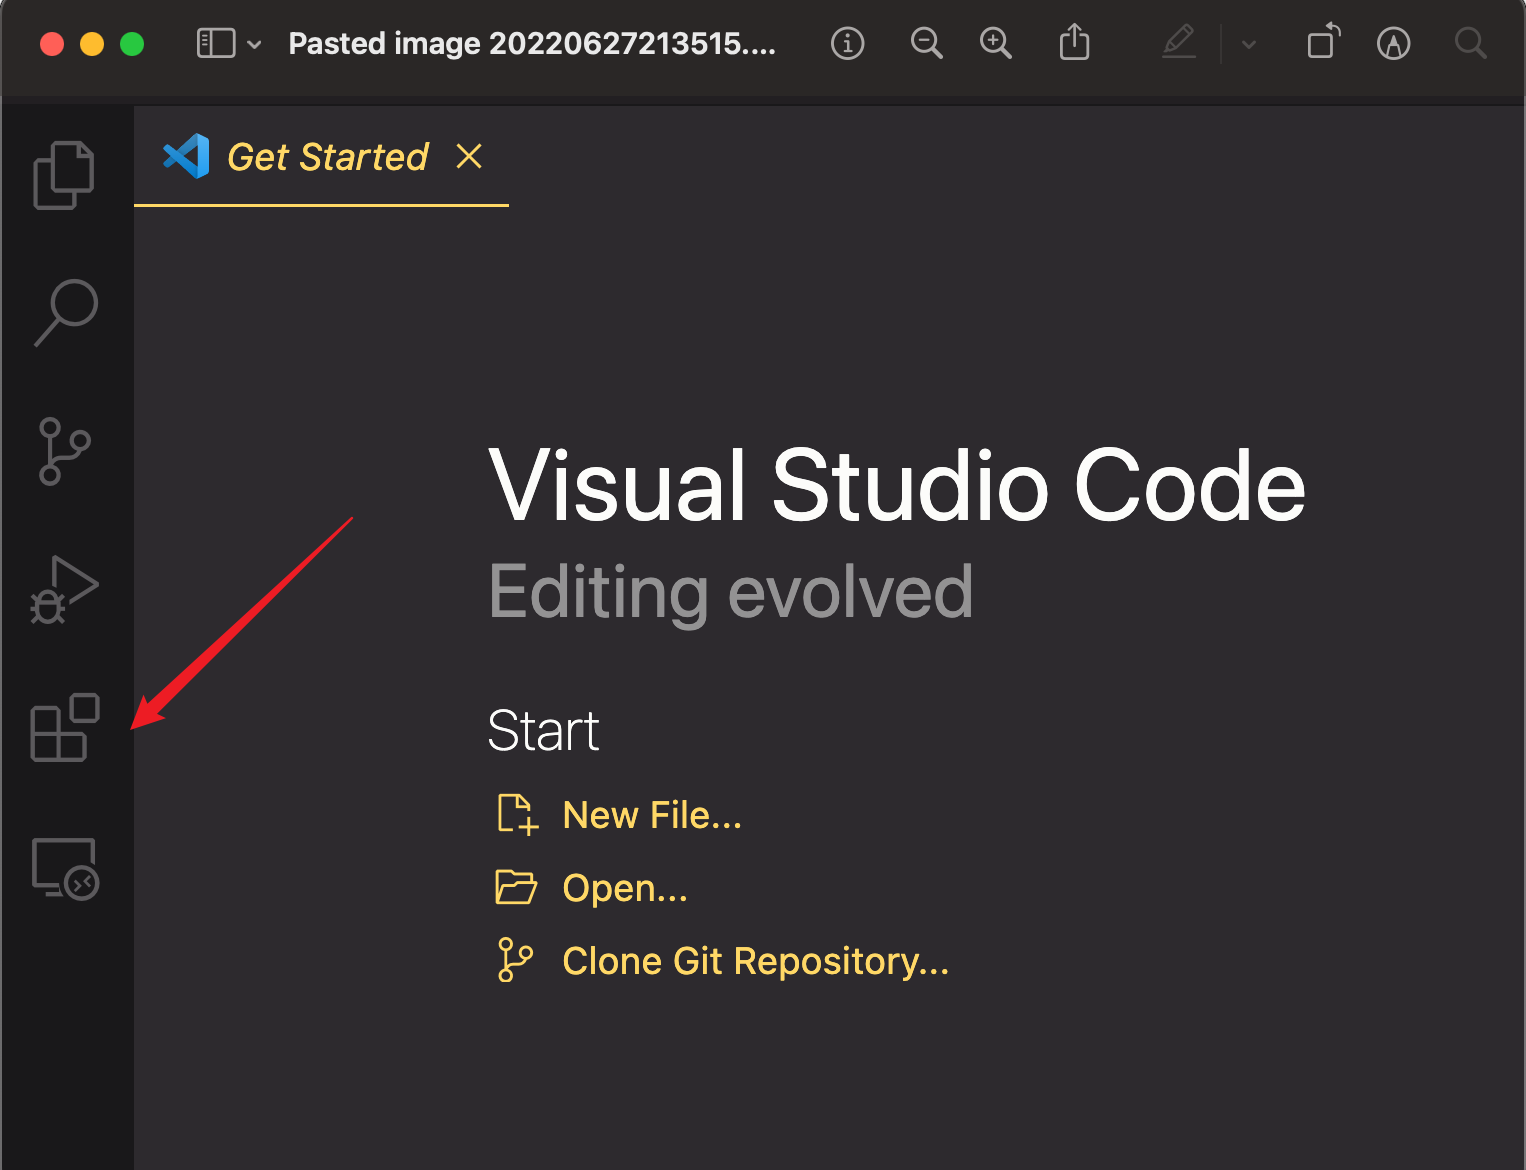 Pasted image 20220627213515....
Get Started
Visual Studio Code
Editing evolved
Start
New File...
Open...
Clone Git Repository...